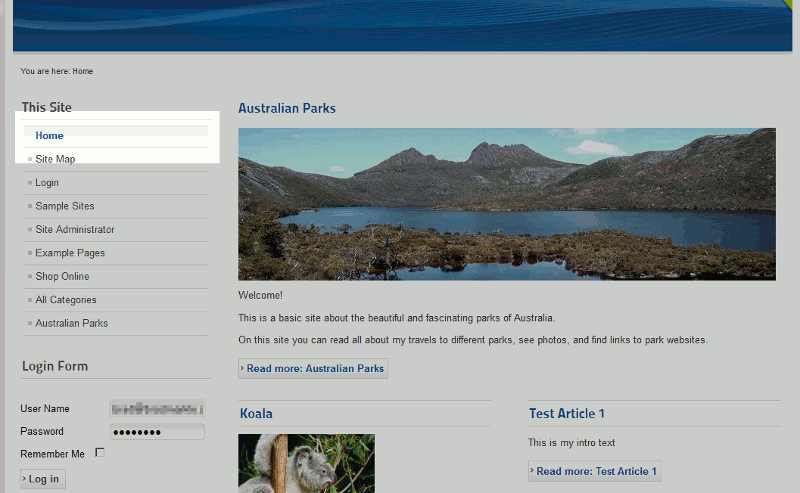 You are here: Home
This Site
Home
Site Map
Login
Sample Sites
Site Administrator
Example Pages
Shop Online
All Categories
Australian Parks
Login Form
User Name
Password
Remember Me
Log in
Australian Parks
Welcome!
This is a basic site about the beautiful and fascinating parks of Australia.
On this site you can read all about my travels to different parks, see photos, and find links to park websites.
Read more: Australian Parks
Koala
Test Article 1
This is my intro text
Read more: Test Article 1